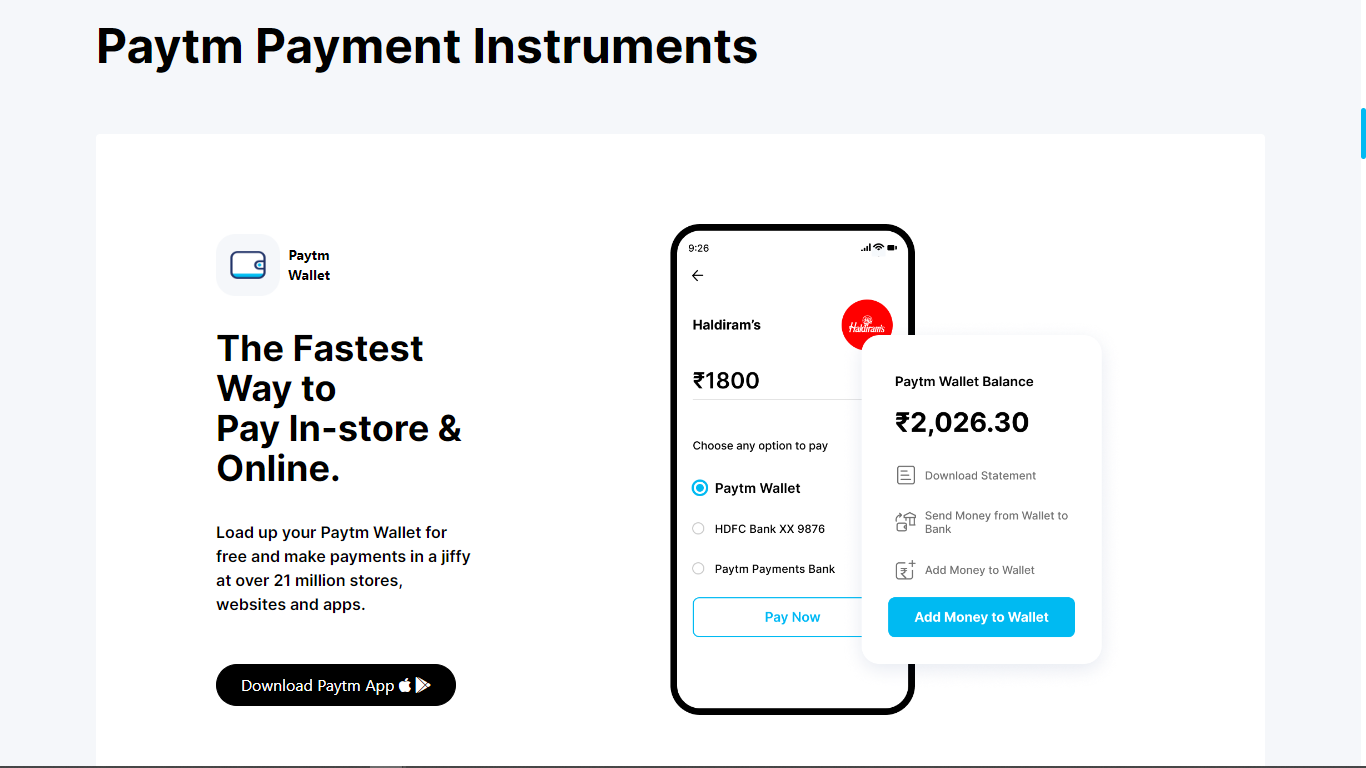 Paytm Payment Instruments
Paytm
Wallet
The Fastest
Way to
Pay In-store &
Online.
Load up your Paytm Wallet for
free and make payments in a jiffy
at over 21 million stores,
websites and apps.
Download Paytm App
9:26
Haldiram's
Haldiram's
₹1800
Choose any option to pay
Paytm Wallet
HDFC Bank XX 9876
Paytm Payments Bank
Pay Now
Paytm Wallet Balance
₹2,026.30
Download Statement
Send Money from Wallet to
Bank
Add Money to Wallet
Add Money to Wallet